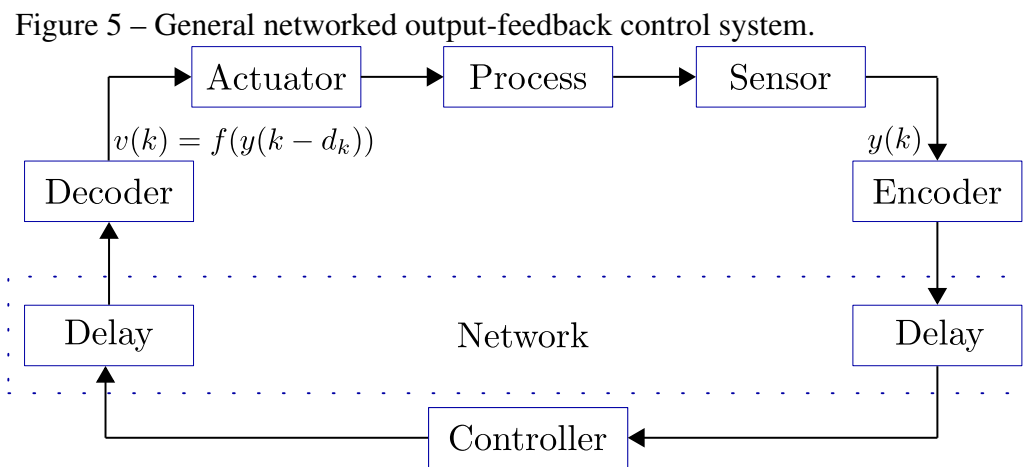 Figure 5 – General networked output-feedback control system.
Actuator
Process
Sensor
v(k) = f(y(k − d_k))
y(k)
Decoder
Encoder
Delay
Network
Delay
Controller